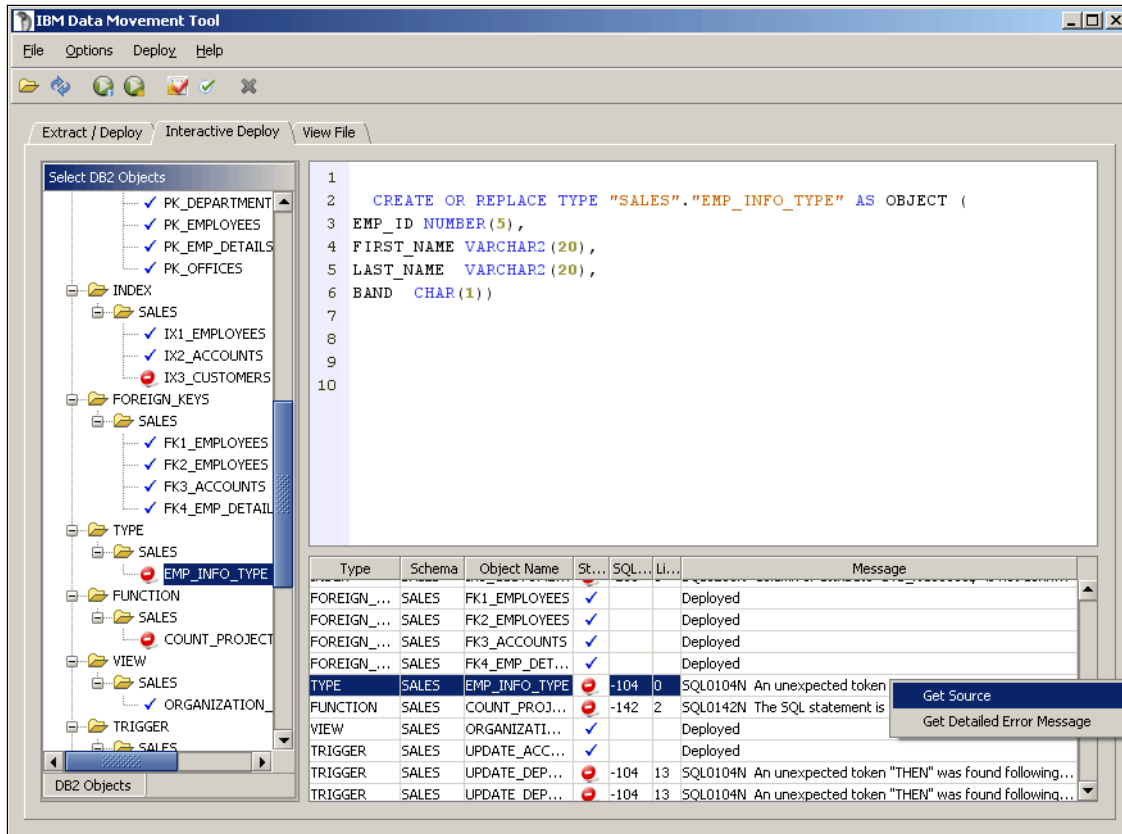 IBM Data Movement Tool
File Options Deploy Help
Extract / Deploy Interactive Deploy View File
Select DB2 Objects
PK_DEPARTMENT
PK_EMPLOYEES
PK_EMP_DETAILS
PK_OFFICES
INDEX
SALES
IX1_EMPLOYEES
IX2_ACCOUNTS
IX3_CUSTOMERS
FOREIGN_KEYS
SALES
FK1_EMPLOYEES
FK2_EMPLOYEES
FK3_ACCOUNTS
FK4_EMP_DETAIL
TYPE
SALES
EMP_INFO_TYPE
FUNCTION
SALES
COUNT_PROJECT
VIEW
SALES
ORGANIZATION_
TRIGGER
SALES
DB2 Objects
1
2 CREATE OR REPLACE TYPE "SALES"."EMP_INFO_TYPE" AS OBJECT (
3 EMP_ID NUMBER(5),
4 FIRST_NAME VARCHAR2(20),
5 LAST_NAME VARCHAR2(20),
6 BAND CHAR(1))
7
8
9
10
Type Schema Object Name St... SQL... Li... Message
FOREIGN_... SALES FK1_EMPLOYEES Deployed
FOREIGN_... SALES FK2_EMPLOYEES Deployed
FOREIGN_... SALES FK3_ACCOUNTS Deployed
FOREIGN_... SALES FK4_EMP_DET... Deployed
TYPE SALES EMP_INFO_TYPE -104 0 SQL0104N An unexpected token
FUNCTION SALES COUNT_PROJ... -142 2 SQL0142N The SQL statement is
VIEW SALES ORGANIZATI... Deployed
TRIGGER SALES UPDATE_ACC... Deployed
TRIGGER SALES UPDATE_DEP... -104 13 SQL0104N An unexpected token "THEN" was found following...
TRIGGER SALES UPDATE_DEP... -104 13 SQL0104N An unexpected token "THEN" was found following...
Get Source
Get Detailed Error Message